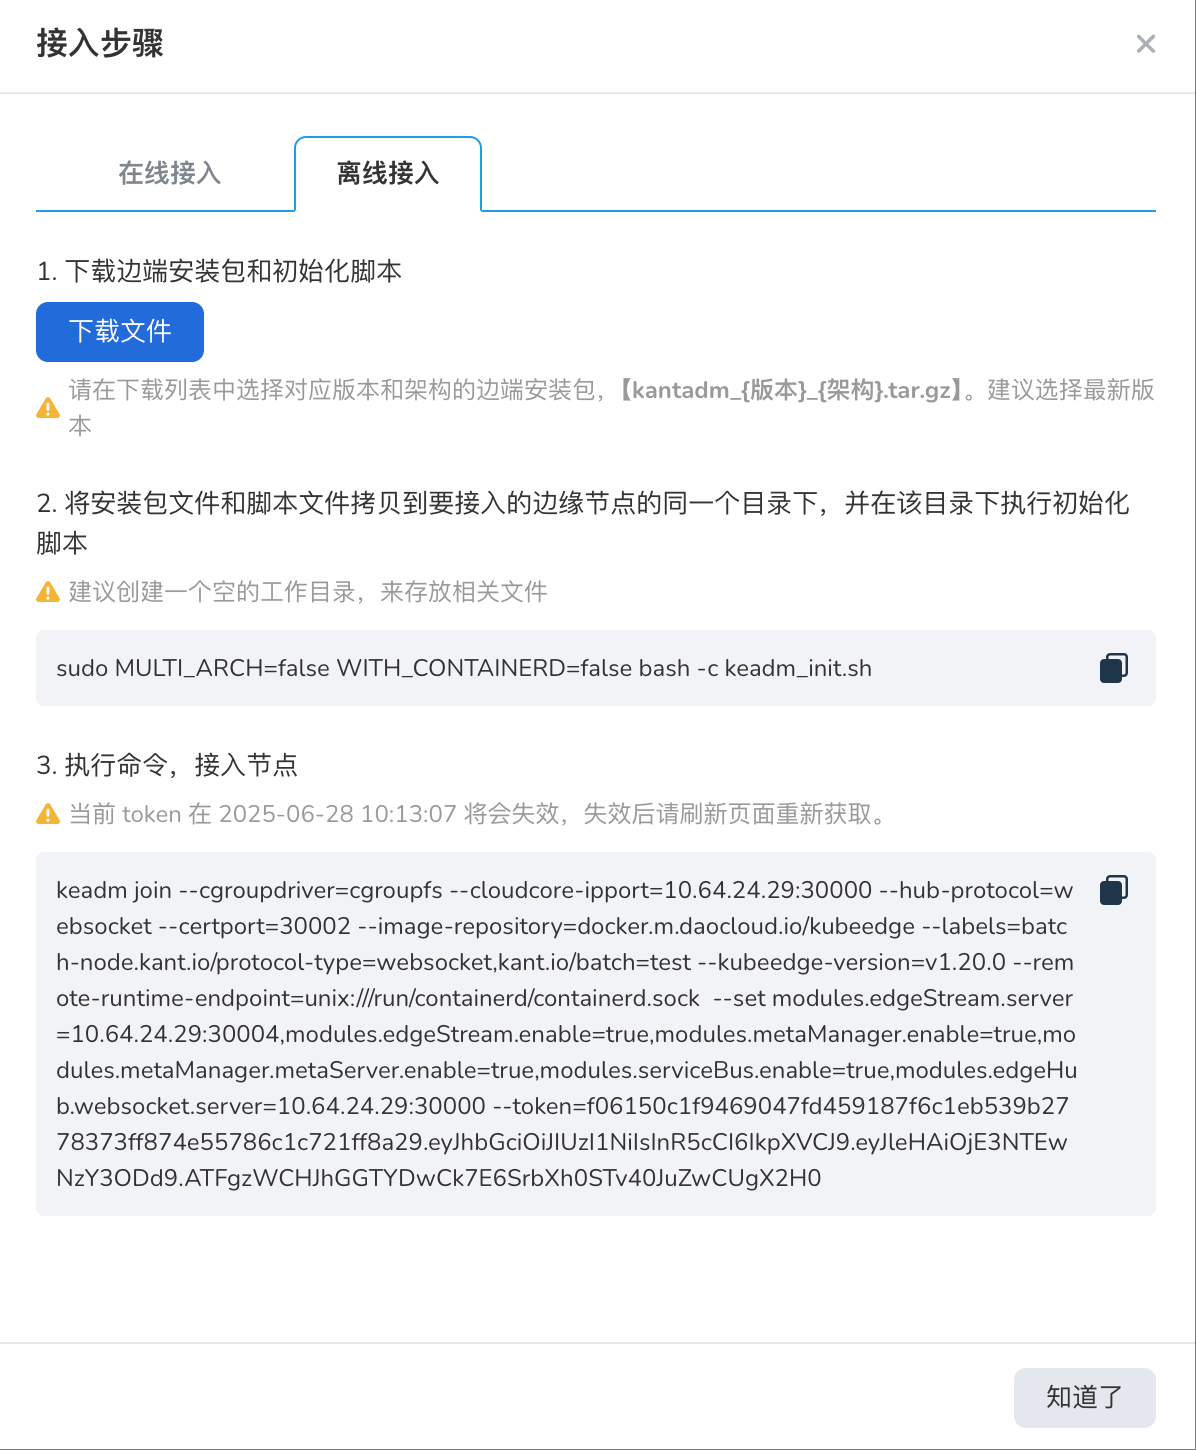 接入步骤
在线接入
离线接入
1. 下载边端安装包和初始化脚本
下载文件
请在下载列表中选择对应版本和架构的边端安装包，【kantadm_{版本}_{架构}.tar.gz】。建议选择最新版
本
2. 将安装包文件和脚本文件拷贝到要接入的边缘节点的同一个目录下，并在该目录下执行初始化
脚本
建议创建一个空的工作目录，来存放相关文件
sudo MULTI_ARCH=false WITH_CONTAINERD=false bash -c keadm_init.sh
3. 执行命令，接入节点
当前 token 在 2025-06-28 10:13:07 将会失效，失效后请刷新页面重新获取。
keadm join --cgroupdriver=cgroupfs --cloudcore-ipport=10.64.24.29:30000 --hub-protocol=w
ebsocket --certport=30002 --image-repository=docker.m.daocloud.io/kubeedge --labels=batc
h-node.kant.io/protocol-type=websocket,kant.io/batch=test --kubeedge-version=v1.20.0 --rem
ote-runtime-endpoint=unix:///run/containerd/containerd.sock  --set modules.edgeStream.server
=10.64.24.29:30004,modules.edgeStream.enable=true,modules.metaManager.enable=true,mo
dules.metaManager.metaServer.enable=true,modules.serviceBus.enable=true,modules.edgeHu
b.websocket.server=10.64.24.29:30000 --token=f06150c1f9469047fd459187f6c1eb539b27
78373ff874e55786c1c721ff8a29.eyJhbGciOiJIUzI1NiIsInR5cCI6IkpXVCJ9.eyJleHAiOjE3NTEw
NzY3ODd9.ATFgzWCHJhGGTYDwCk7E6SrbXh0STv40JuZwCUgX2H0
知道了